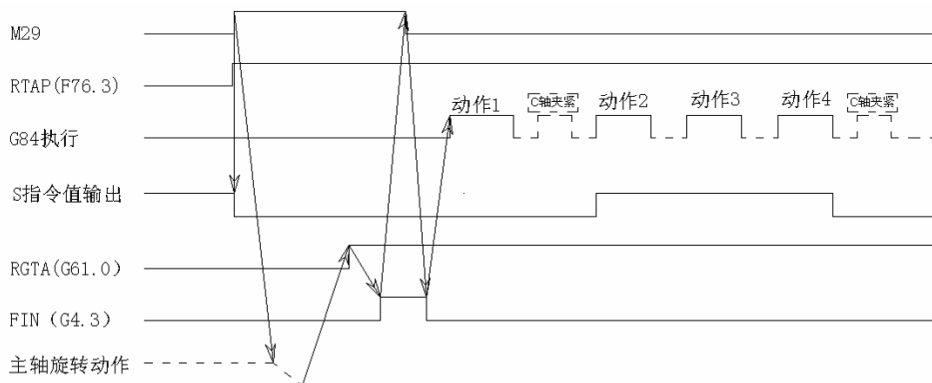 M29
RTAP(F76.3)
动作1 C轴夹紧 动作2 动作3 动作4 C轴夹紧
G84执行
S指令值输出
RGTA(G61.0)
FIN (G4.3)
主轴旋转动作